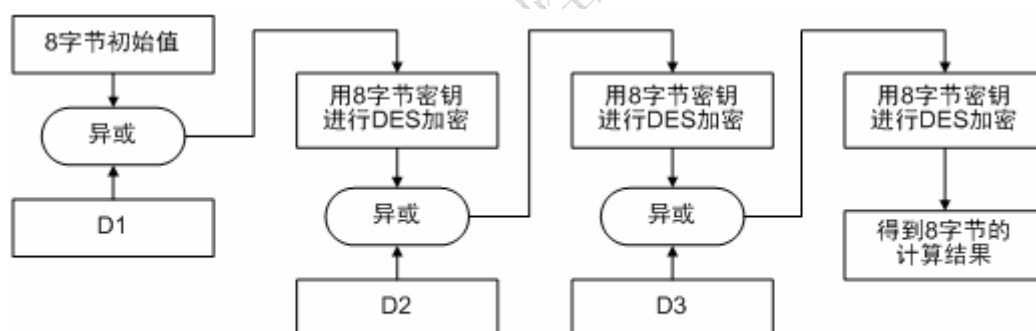 8字节初始值
异或
D1
用8字节密钥
进行DES加密
异或
D2
用8字节密钥
进行DES加密
异或
D3
用8字节密钥
进行DES加密
得到8字节的
计算结果